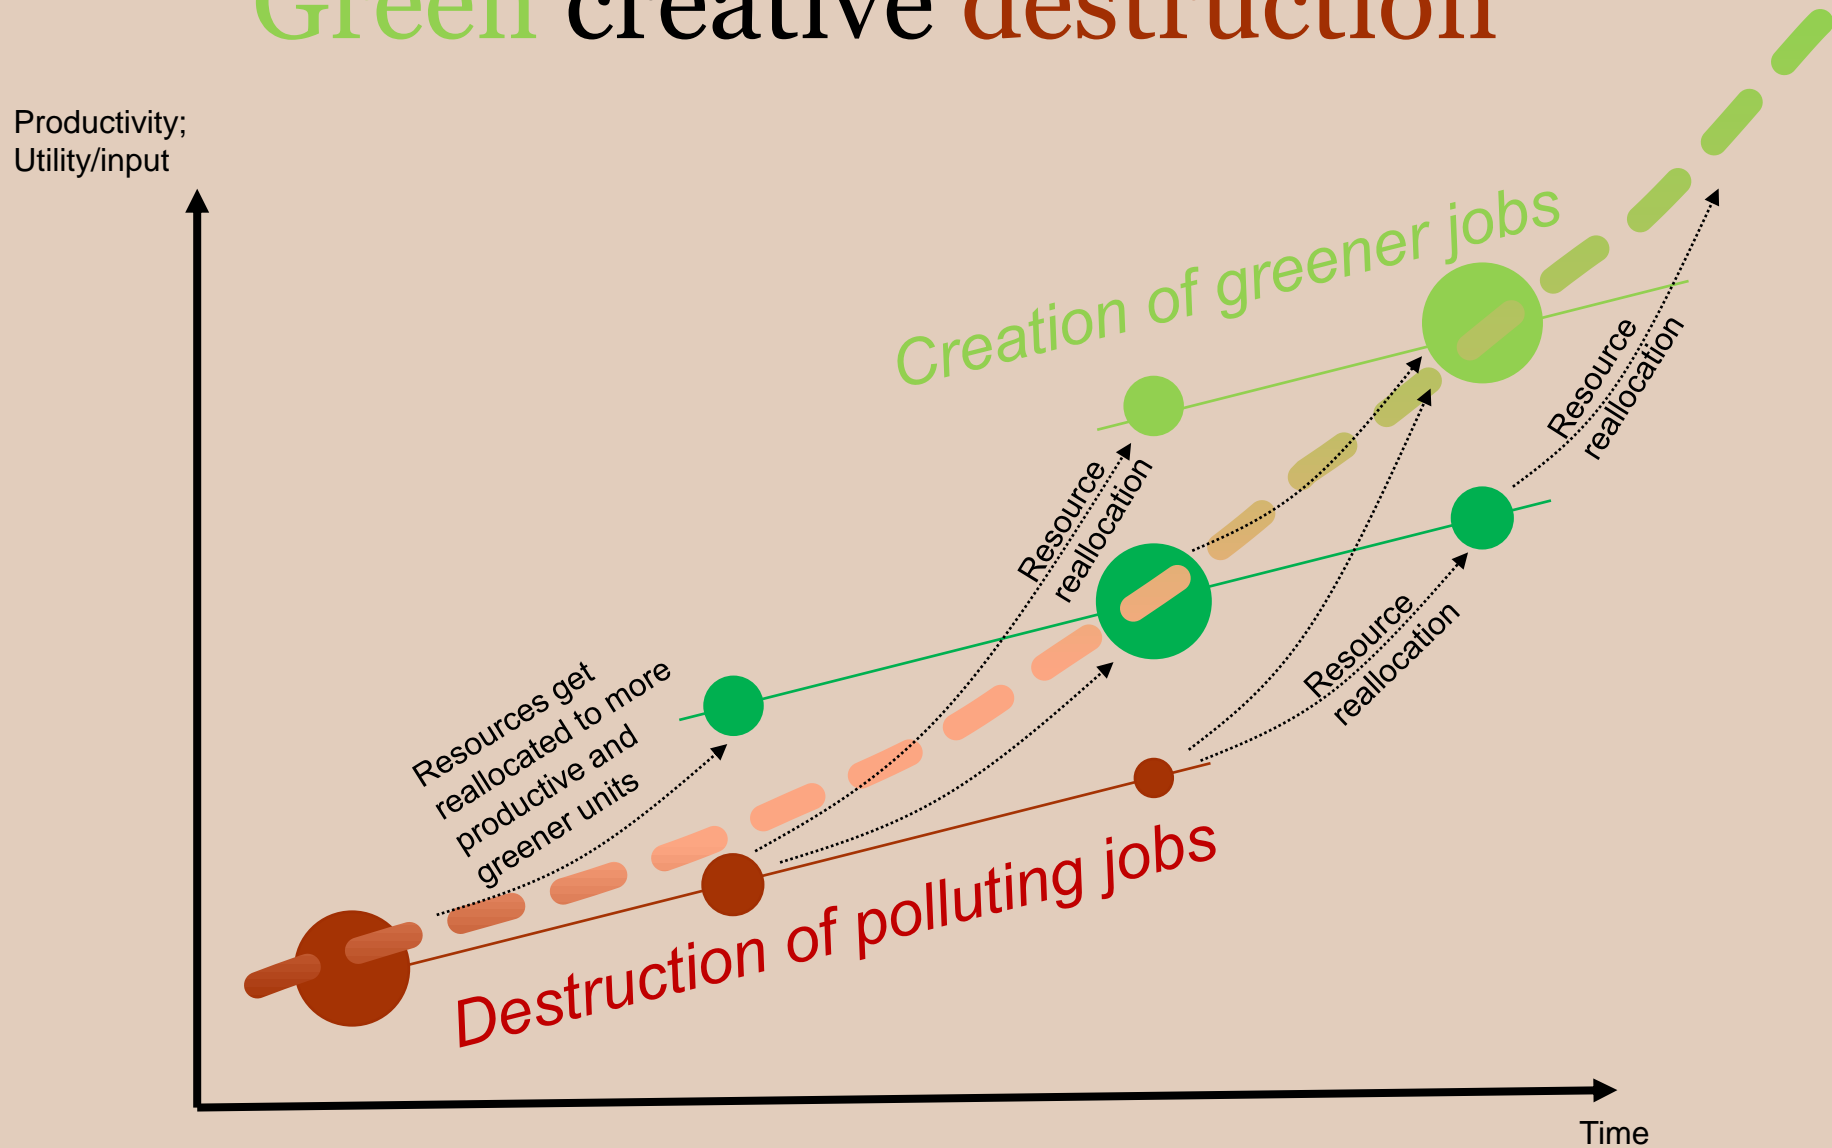 Green creative destruction
Productivity;
Utility/input
Creation of greener jobs
Resource
reallocation
Resource
reallocation
Resources get
reallocated to more
productive and
greener units
Resource
reallocation
Destruction of polluting jobs
Time